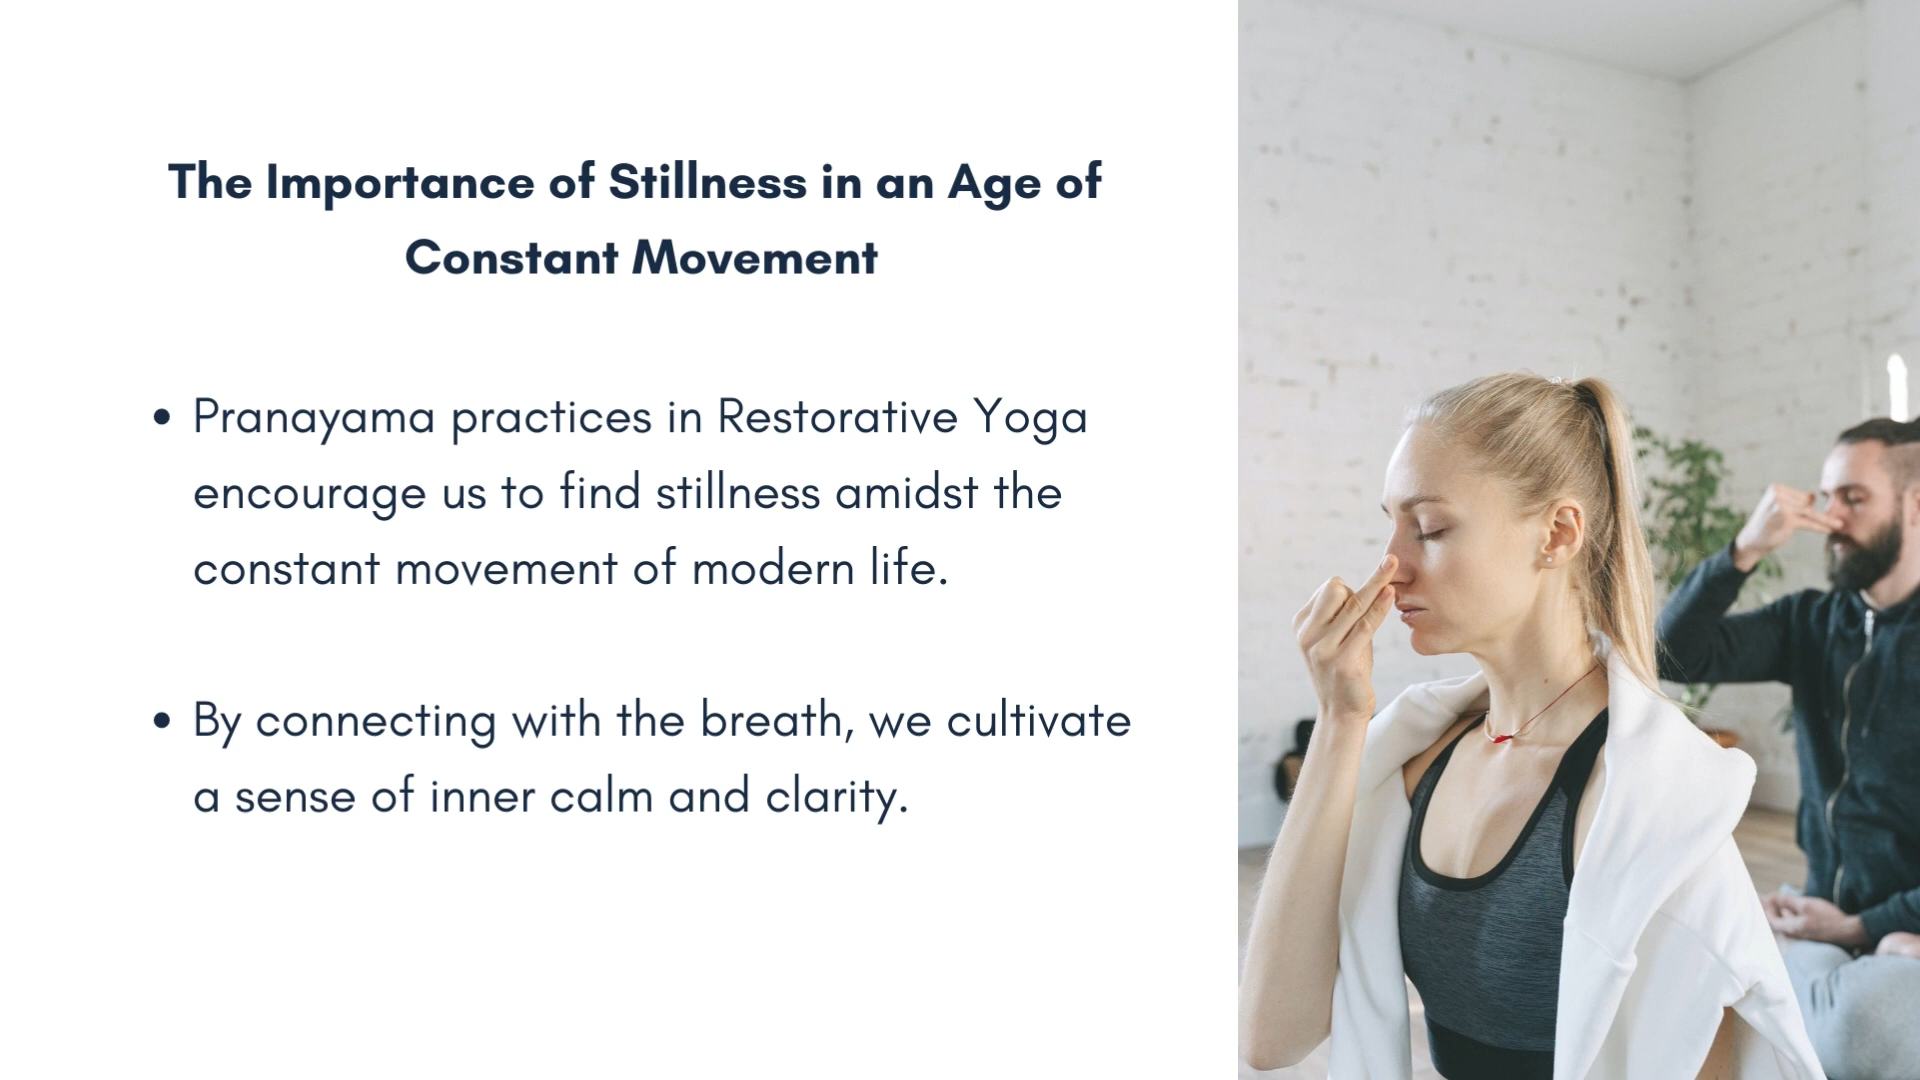 The Importance of Stillness in an Age of
Constant Movement
• Pranayama practices in Restorative Yoga
encourage us to find stillness amidst the
constant movement of modern life.
• By connecting with the breath, we cultivate
a sense of inner calm and clarity.